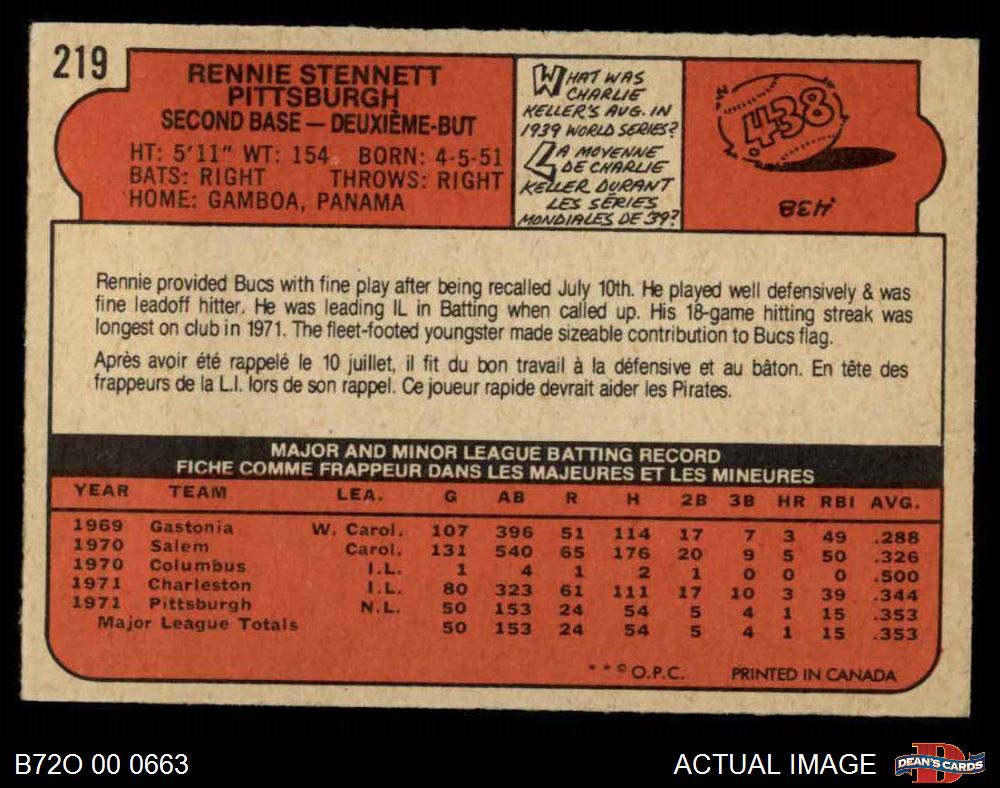 219
RENNIE STENNETT
PITTSBURGH
SECOND BASE — DEUXIÈME-BUT
HT: 5'11" WT: 154 BORN: 4-5-51
BATS: RIGHT THROWS: RIGHT
HOME: GAMBOA, PANAMA
WHAT WAS
CHARLIE
KELLER'S AVG. IN
1939 WORLD SERIES?
LA MOYENNE
DE CHARLIE
KELLER DURANT
LES SÉRIES
MONDIALES DE 39?
438
.438
Rennie provided Bucs with fine play after being recalled July 10th. He played well defensively & was
fine leadoff hitter. He was leading IL in Batting when called up. His 18-game hitting streak was
longest on club in 1971. The fleet-footed youngster made sizeable contribution to Bucs flag.
Après avoir été rappelé le 10 juillet, il fit du bon travail à la défensive et au bâton. En tête des
frappeurs de la L.I. lors de son rappel. Ce joueur rapide devrait aider les Pirates.
MAJOR AND MINOR LEAGUE BATTING RECORD
FICHE COMME FRAPPEUR DANS LES MAJEURES ET LES MINEURES
YEAR TEAM LEA. G AB R H 2B 3B HR RBI AVG.
1969 Gastonia W. Carol. 107 396 51 114 17 7 3 49 .288
1970 Salem Carol. 131 540 65 176 20 9 5 50 .326
1970 Columbus I.L. 1 4 1 2 1 0 0 0 .500
1971 Charleston I.L. 80 323 61 111 17 10 3 39 .344
1971 Pittsburgh N.L. 50 153 24 54 5 4 1 15 .353
Major League Totals 50 153 24 54 5 4 1 15 .353
**© O.P.C. PRINTED IN CANADA
B72O 00 0663
ACTUAL IMAGE
D
DEAN'S CARDS